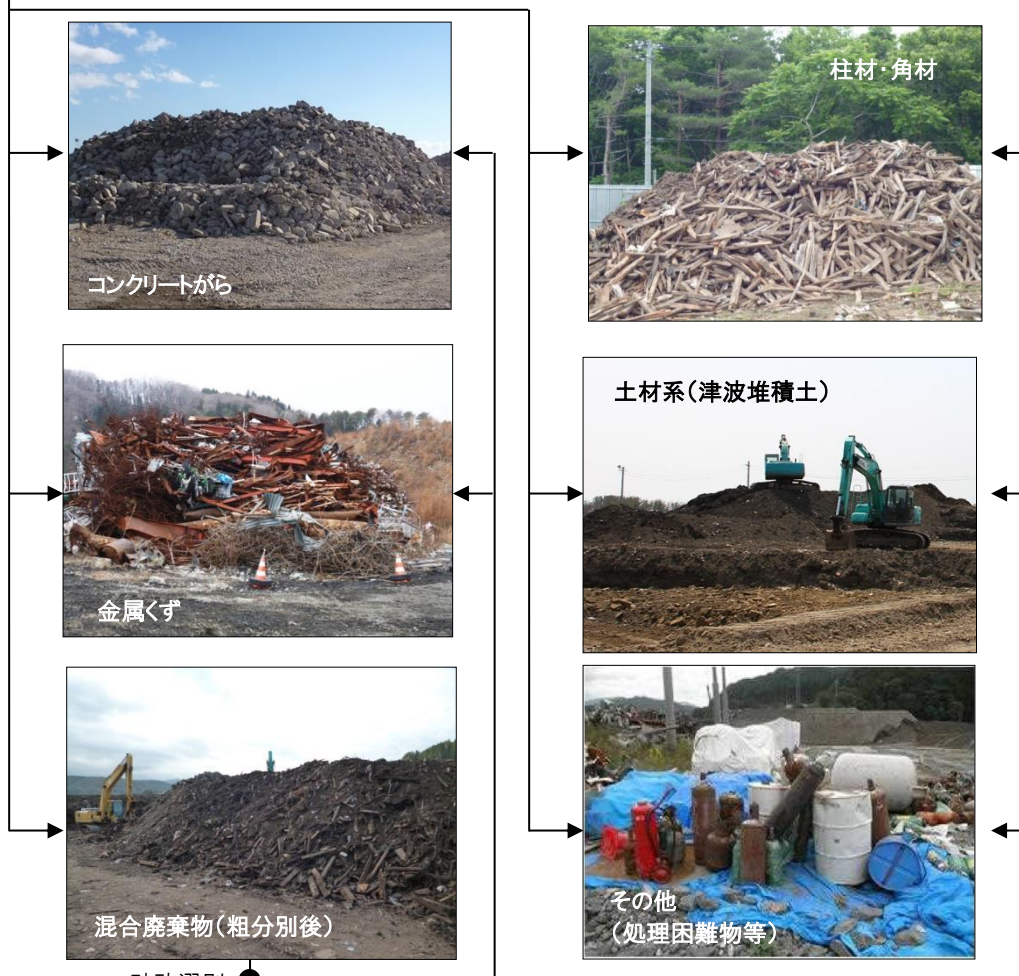 コンクリートがら
柱材・角材
金属くず
土材系（津波堆積土）
混合廃棄物（粗分別後）
その他
（処理困難物等）